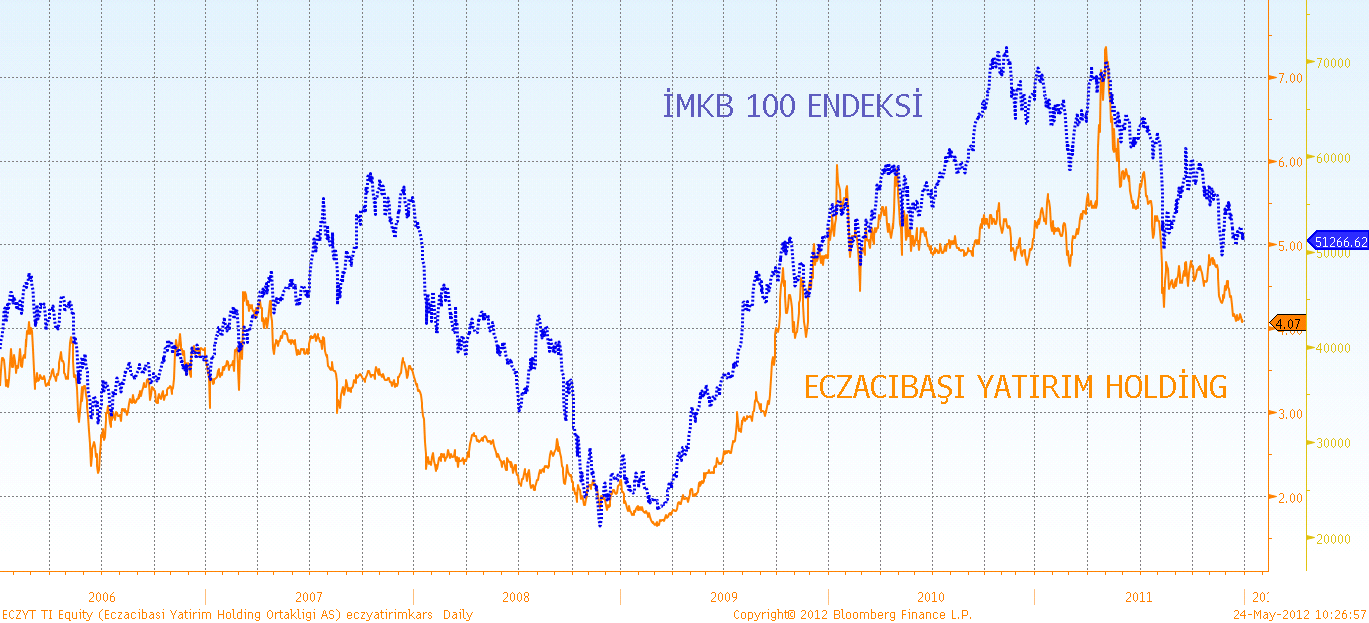 İMKB 100 ENDEKSİ
ECZACIBAŞI YATIRIM HOLDİNG
7.00
6.00
5.00
4.07
3.00
2.00
70000
60000
51266.62
50000
40000
30000
20000
2006 2007 2008 2009 2010 2011
ECZYT TI Equity (Eczacibasi Yatirim Holding Ortakligi AS) eczyatirimkars Daily
Copyright© 2012 Bloomberg Finance L.P.
24-May-2012 10:26:57